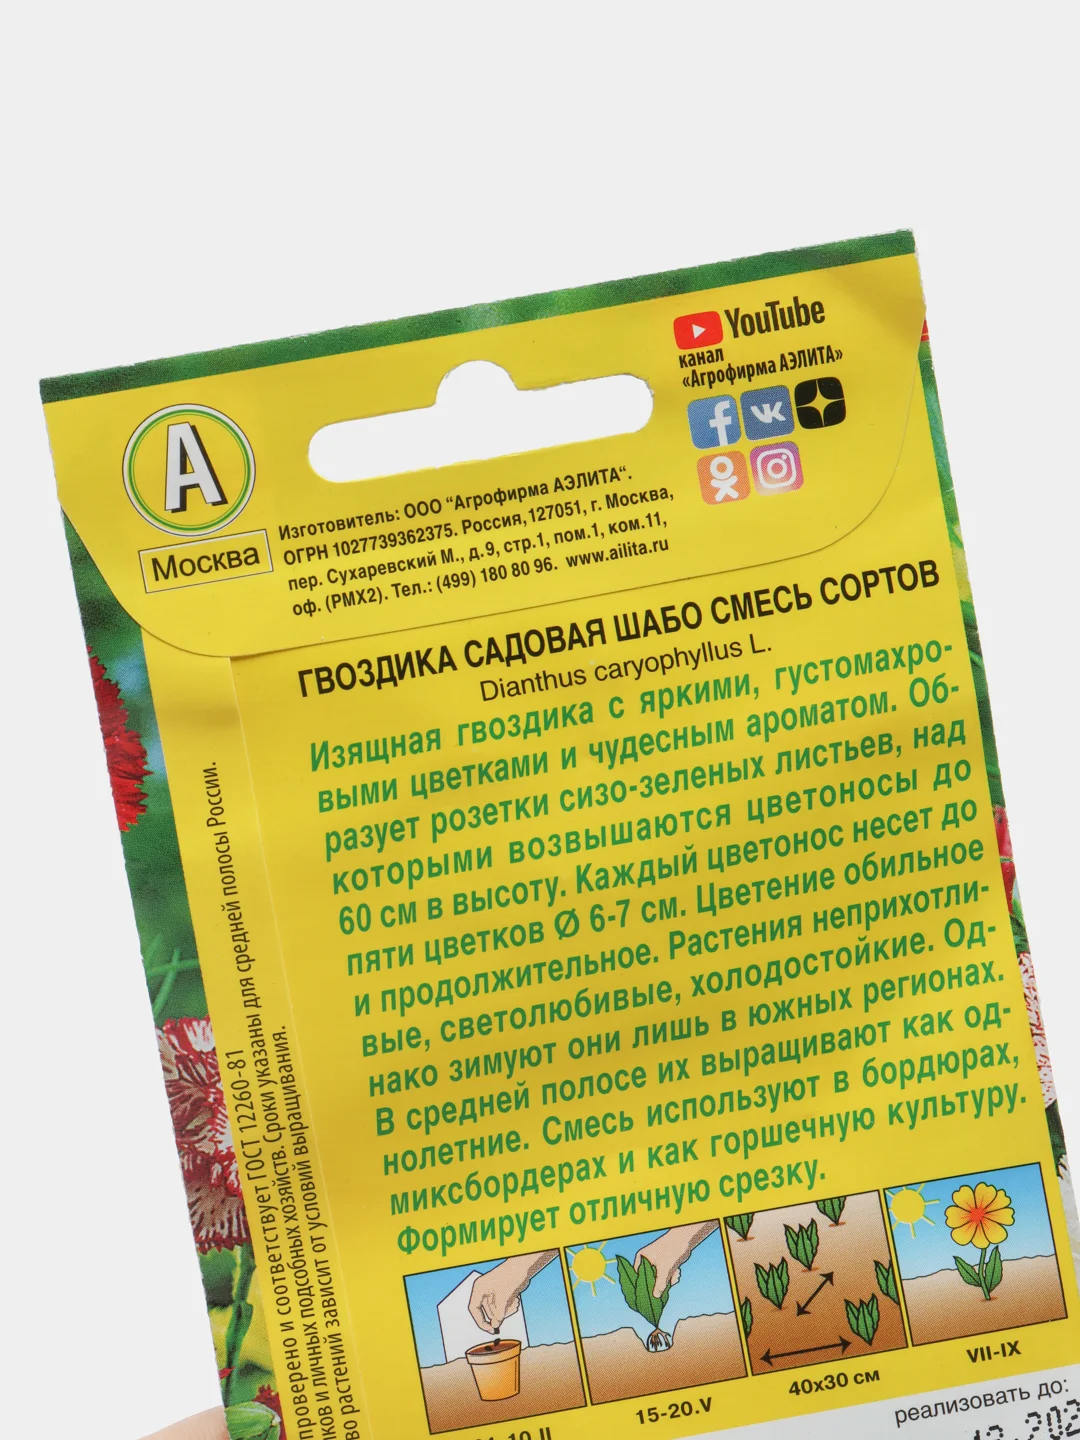 YouTube
канал
«Агрофирма АЭЛИТА»
А
Москва
Изготовитель: ООО “Агрофирма АЭЛИТА“.
ОГРН 1027739362375. Россия,127051, г. Москва,
пер. Сухаревский М., д.9, стр.1, пом.1, ком.11,
оф. (РМХ2). Тел.: (499) 180 80 96. www.ailita.ru
ГВОЗДИКА САДОВАЯ ШАБО СМЕСЬ СОРТОВ
Dianthus caryophyllus L.
Изящная гвоздика с яркими, густомахро-
выми цветками и чудесным ароматом. Об-
разует розетки сизо-зеленых листьев, над
которыми возвышаются цветоносы до
60 см в высоту. Каждый цветонос несет до
пяти цветков Ø 6-7 см. Цветение обильное
и продолжительное. Растения неприхотли-
вые, светолюбивые, холодостойкие. Од-
нако зимуют они лишь в южных регионах.
В средней полосе их выращивают как од-
нолетние. Смесь используют в бордюрах,
миксбордерах и как горшечную культуру.
Формирует отличную срезку.
проверено и соответствует ГОСТ 12260-81
личных подсобных хозяйств. Сроки указаны для средней полосы России.
растений зависит от условий выращивания.
10.II
15-20.V
40х30 см
VII-IX
реализовать до: